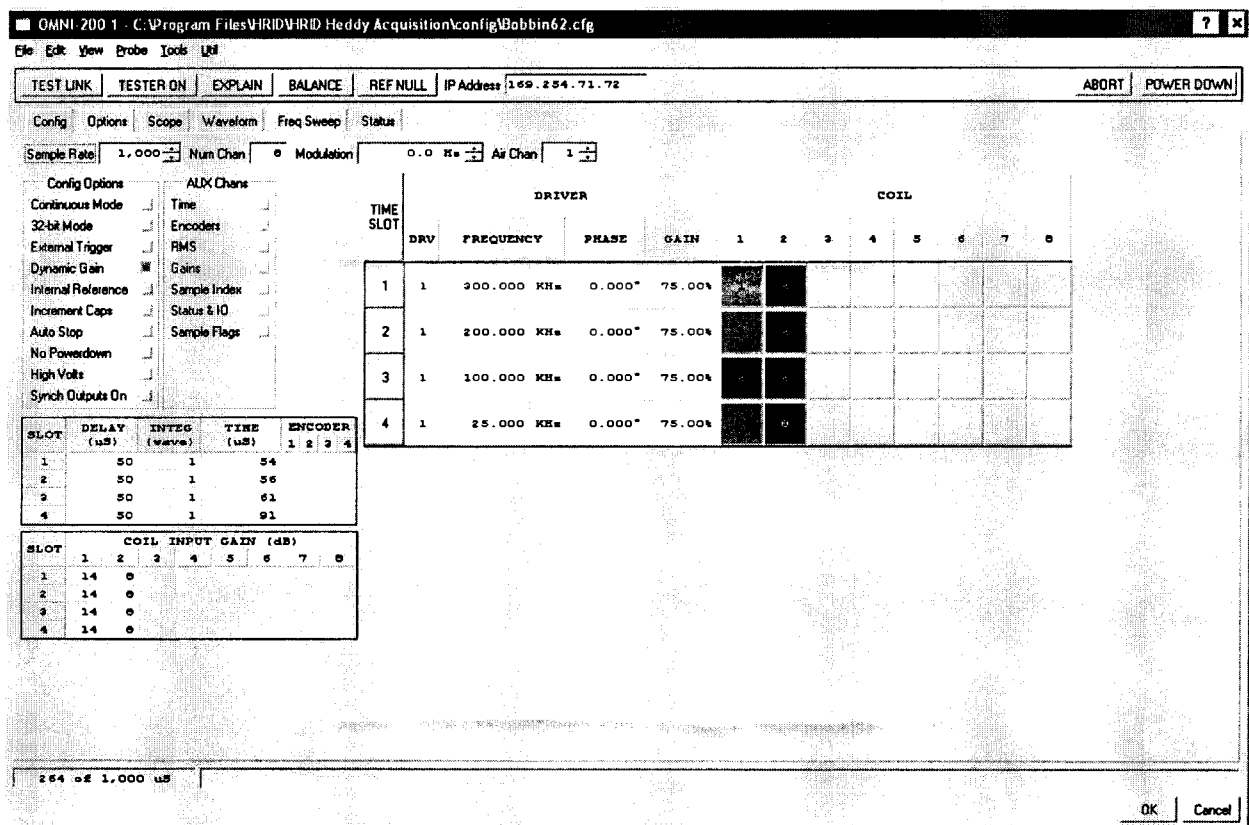 OMNI-200 1 - C:\Program Files\HRID\HRID Heddy Acquisition\config\Bobbin62.cfg
File Edit View Probe Tools Util
TEST LINK TESTER ON EXPLAIN BALANCE REF NULL IP Address 169.254.71.72 ABORT POWER DOWN
Config Options Scope Waveform Freq Sweep Status
Sample Rate 1,000 Num Chan 8 Modulation 0.0 Hz Air Chan 1
Config Options AUX Chans
Continuous Mode Time
32-bit Mode Encoders
External Trigger RMS
Dynamic Gain Gains
Internal Reference Sample Index
Increment Caps Status & IO
Auto Stop Sample Flags
No Powerdown
High Volts
Synch Outputs On
TIME SLOT DRIVER COIL
DRV FREQUENCY PHASE GAIN 1 2 3 4 5 6 7 8
1 1 300.000 KHz 0.000° 75.00%
2 1 200.000 KHz 0.000° 75.00%
3 1 100.000 KHz 0.000° 75.00%
4 1 25.000 KHz 0.000° 75.00%
SLOT DELAY (uS) INTEG (wave) TIME (uS) ENCODER 1 2 3 4
1 50 1 54
2 50 1 56
3 50 1 61
4 50 1 91
SLOT COIL INPUT GAIN (dB)
1 2 3 4 5 6 7 8
1 14 8
2 14 8
3 14 8
4 14 8
264 of 1,000 uS
OK Cancel